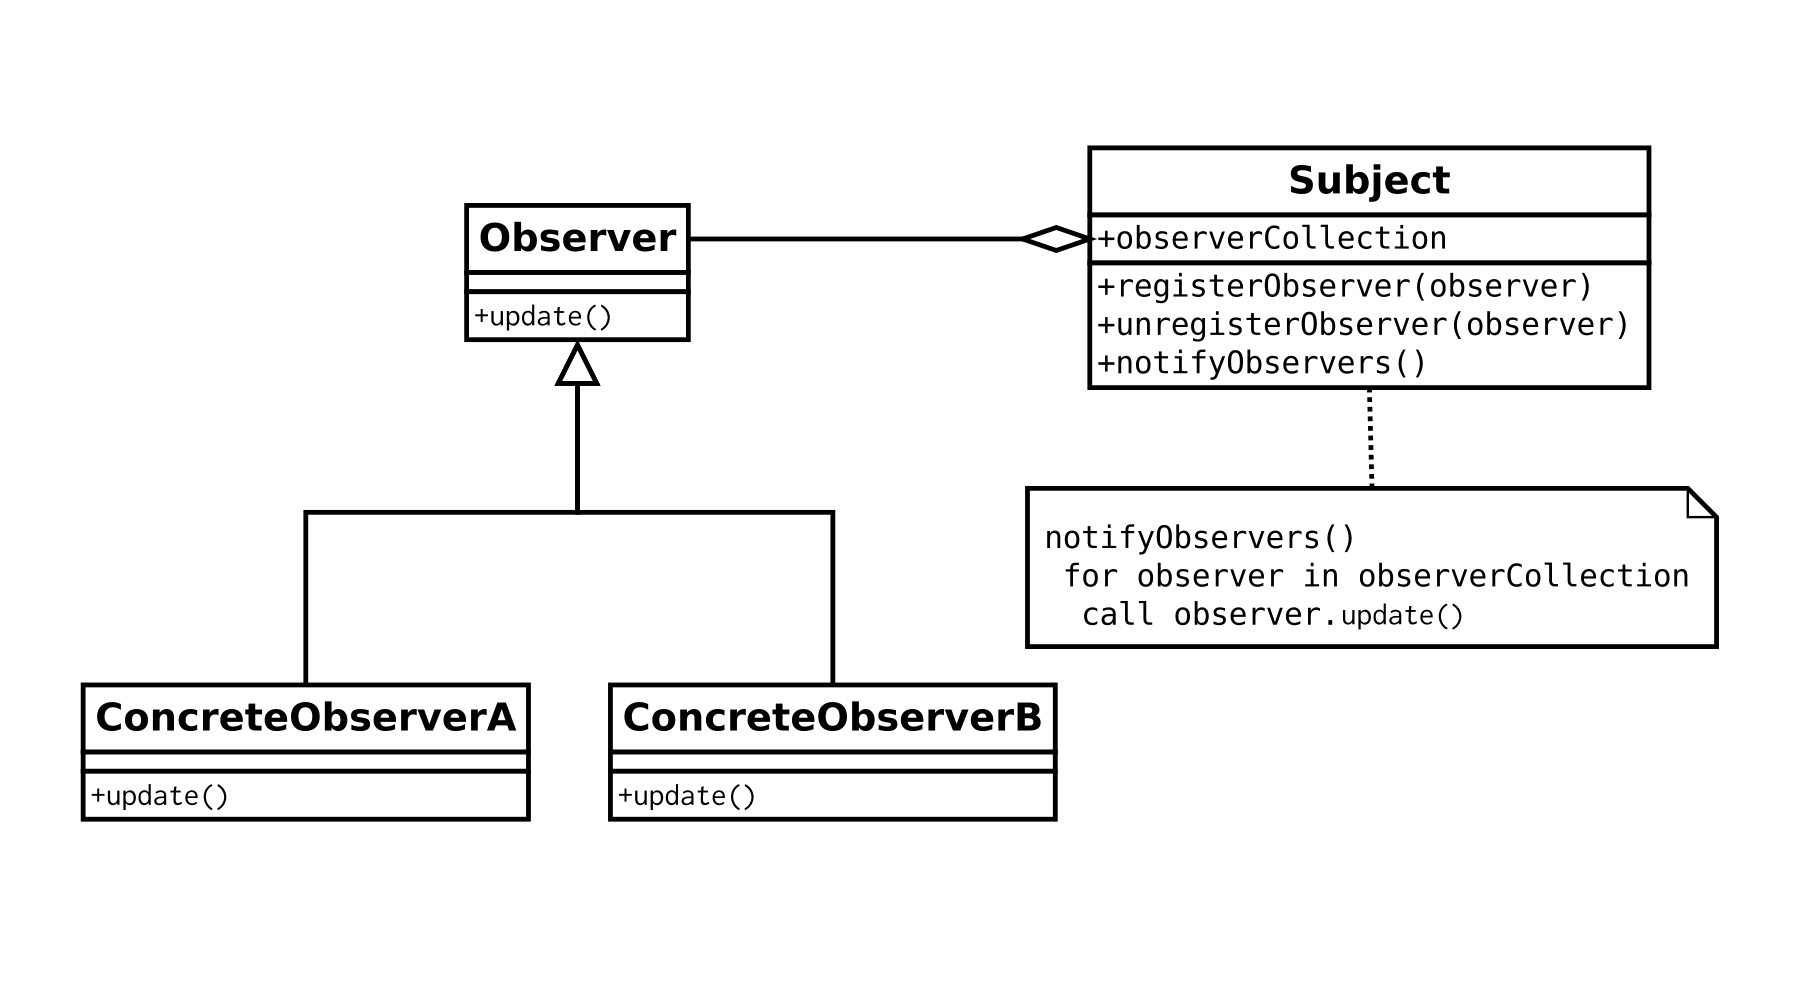 Subject
Observer
+observerCollection
+registerObserver(observer)
+update()
+unregisterObserver(observer)
+notifyObservers()
notifyObservers()
for observer in observerCollection
call observer.update()
ConcreteObserverA
ConcreteObserverB
+update()
+update()